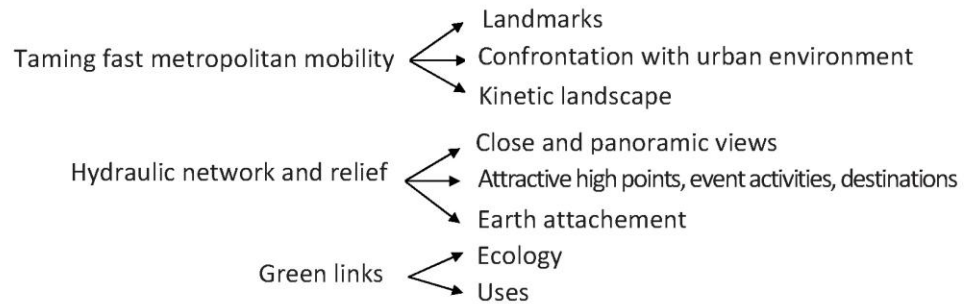 Taming fast metropolitan mobility
Landmarks
Confrontation with urban environment
Kinetic landscape
Hydraulic network and relief
Close and panoramic views
Attractive high points, event activities, destinations
Earth attachement
Green links
Ecology
Uses